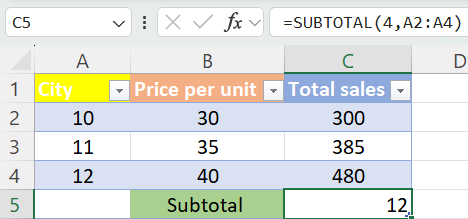 C5 fx =SUBTOTAL(4,A2:A4)
A B C D
1 City Price per unit Total sales
2 10 30 300
3 11 35 385
4 12 40 480
5 Subtotal 12